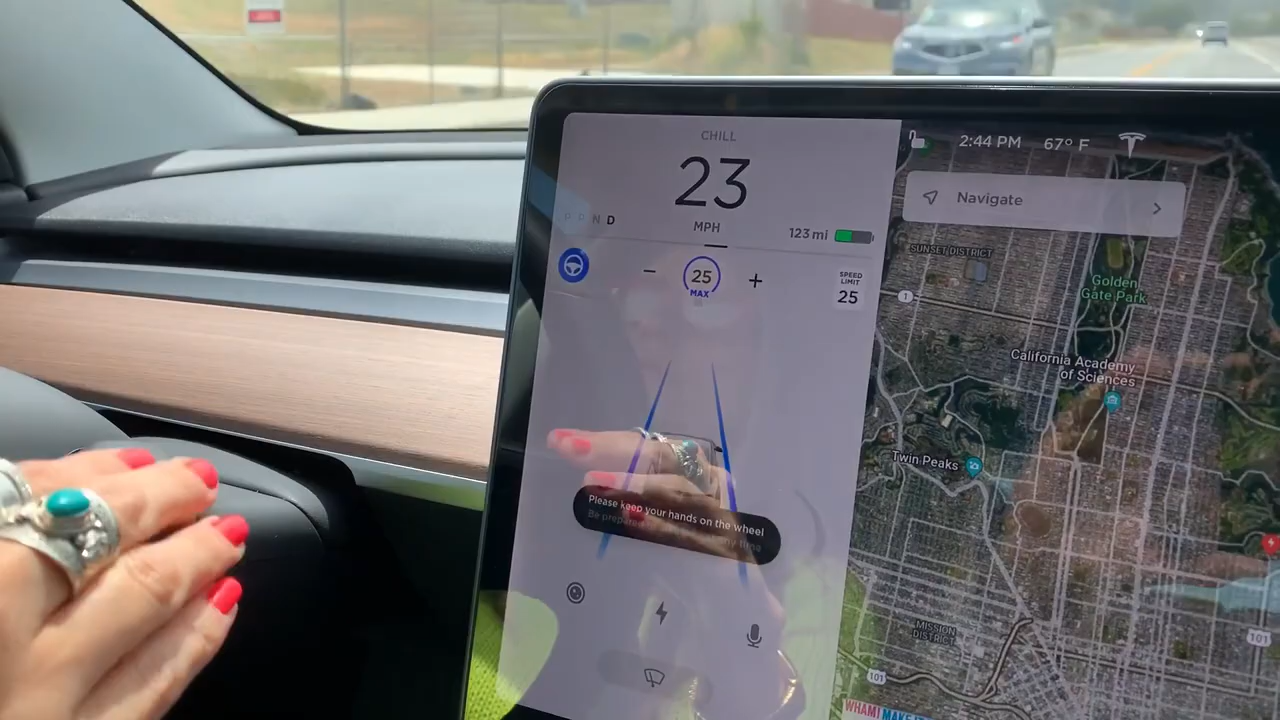 CHILL
23
MPH
P R N D
123 mi
25
MAX
SPEED
LIMIT
25
Please keep your hands on the wheel
Be prepared
time
2:44 PM
67° F
Navigate
SUNSET DISTRICT
1
Golden
Gate Park
California Academy
of Sciences
Twin Peaks
MISSION
DISTRICT
101
101
WHAM!